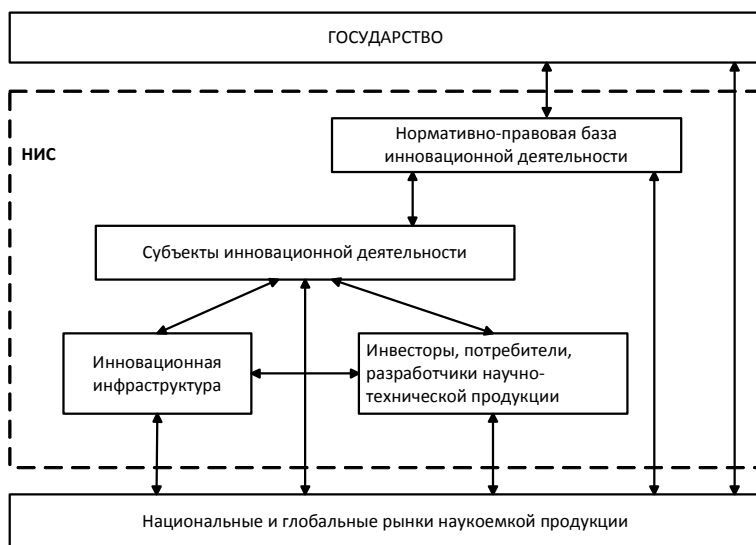 ГОСУДАРСТВО
НИС
Нормативно-правовая база
инновационной деятельности
Субъекты инновационной деятельности
Инновационная
инфраструктура
Инвесторы, потребители,
разработчики научно-
технической продукции
Национальные и глобальные рынки наукоемкой продукции